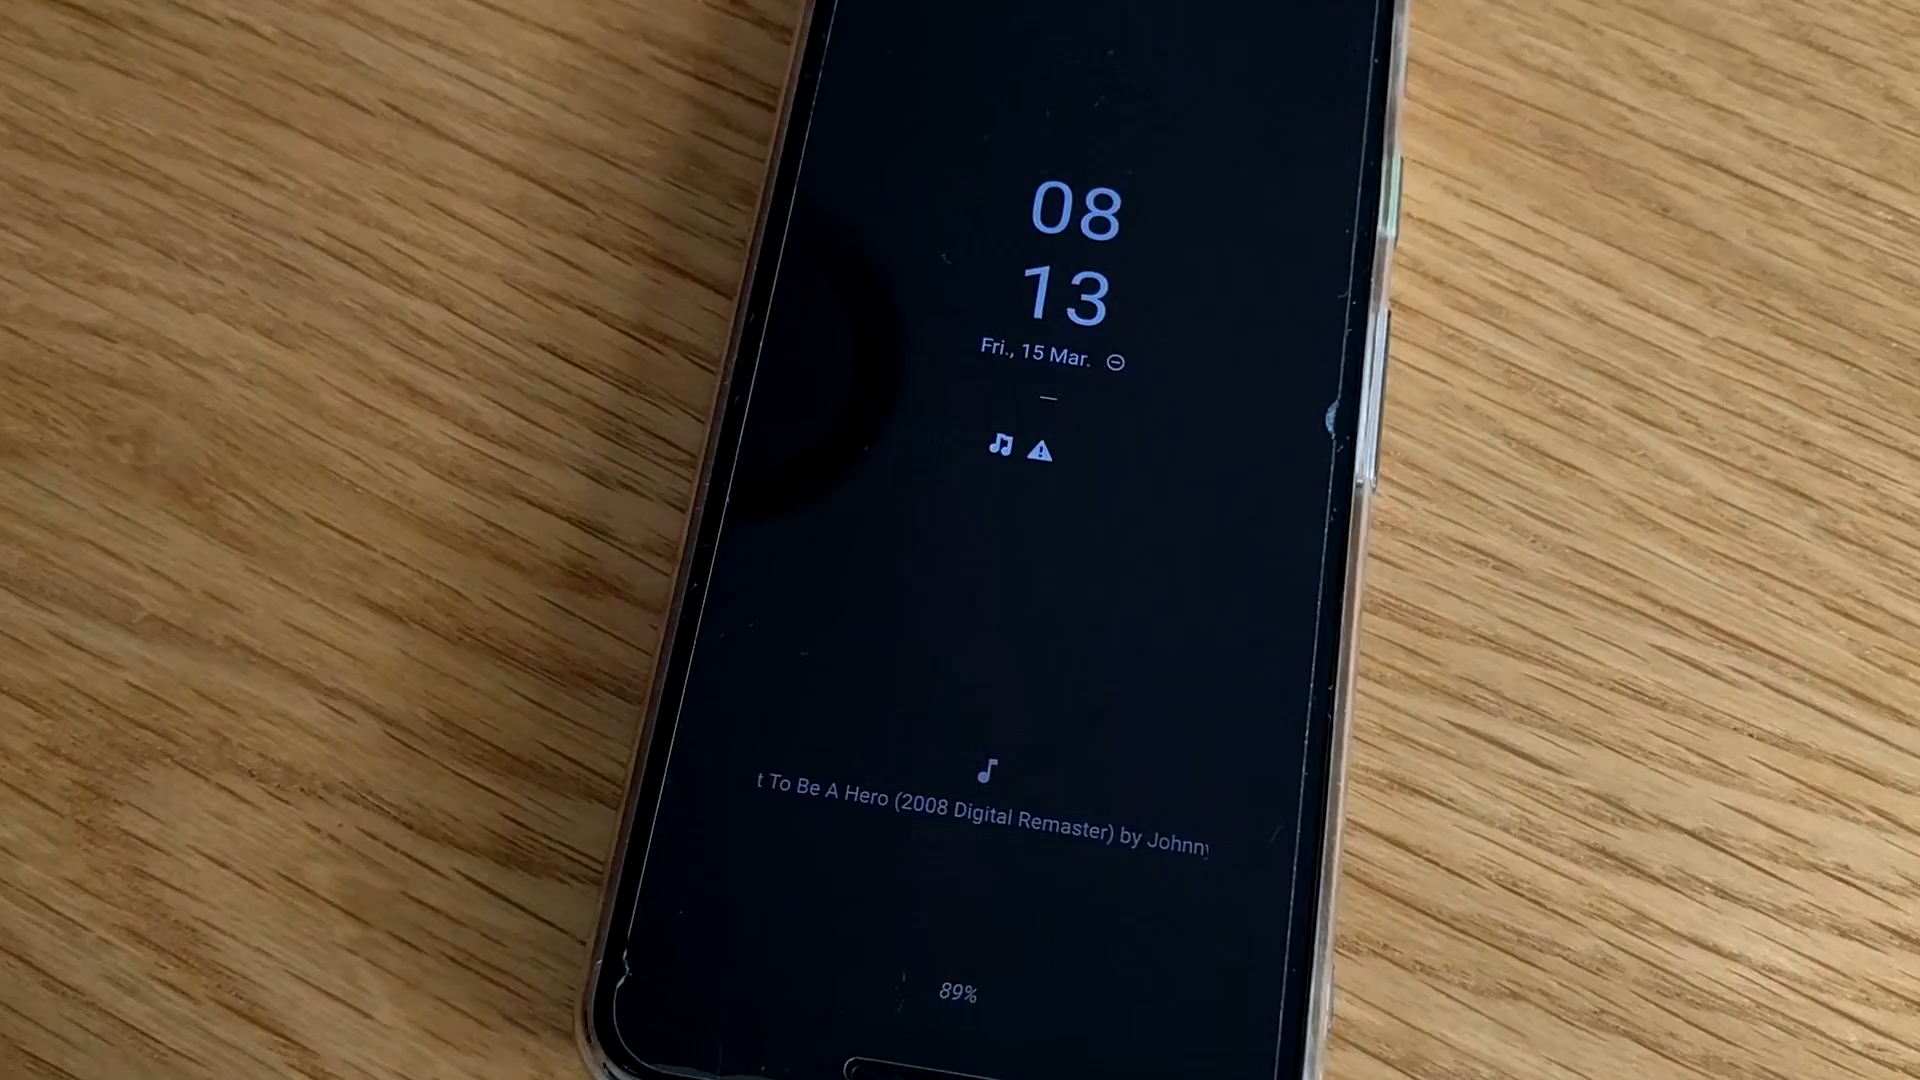 08
13
Fri., 15 Mar.
t To Be A Hero (2008 Digital Remaster) by Johnny
89%